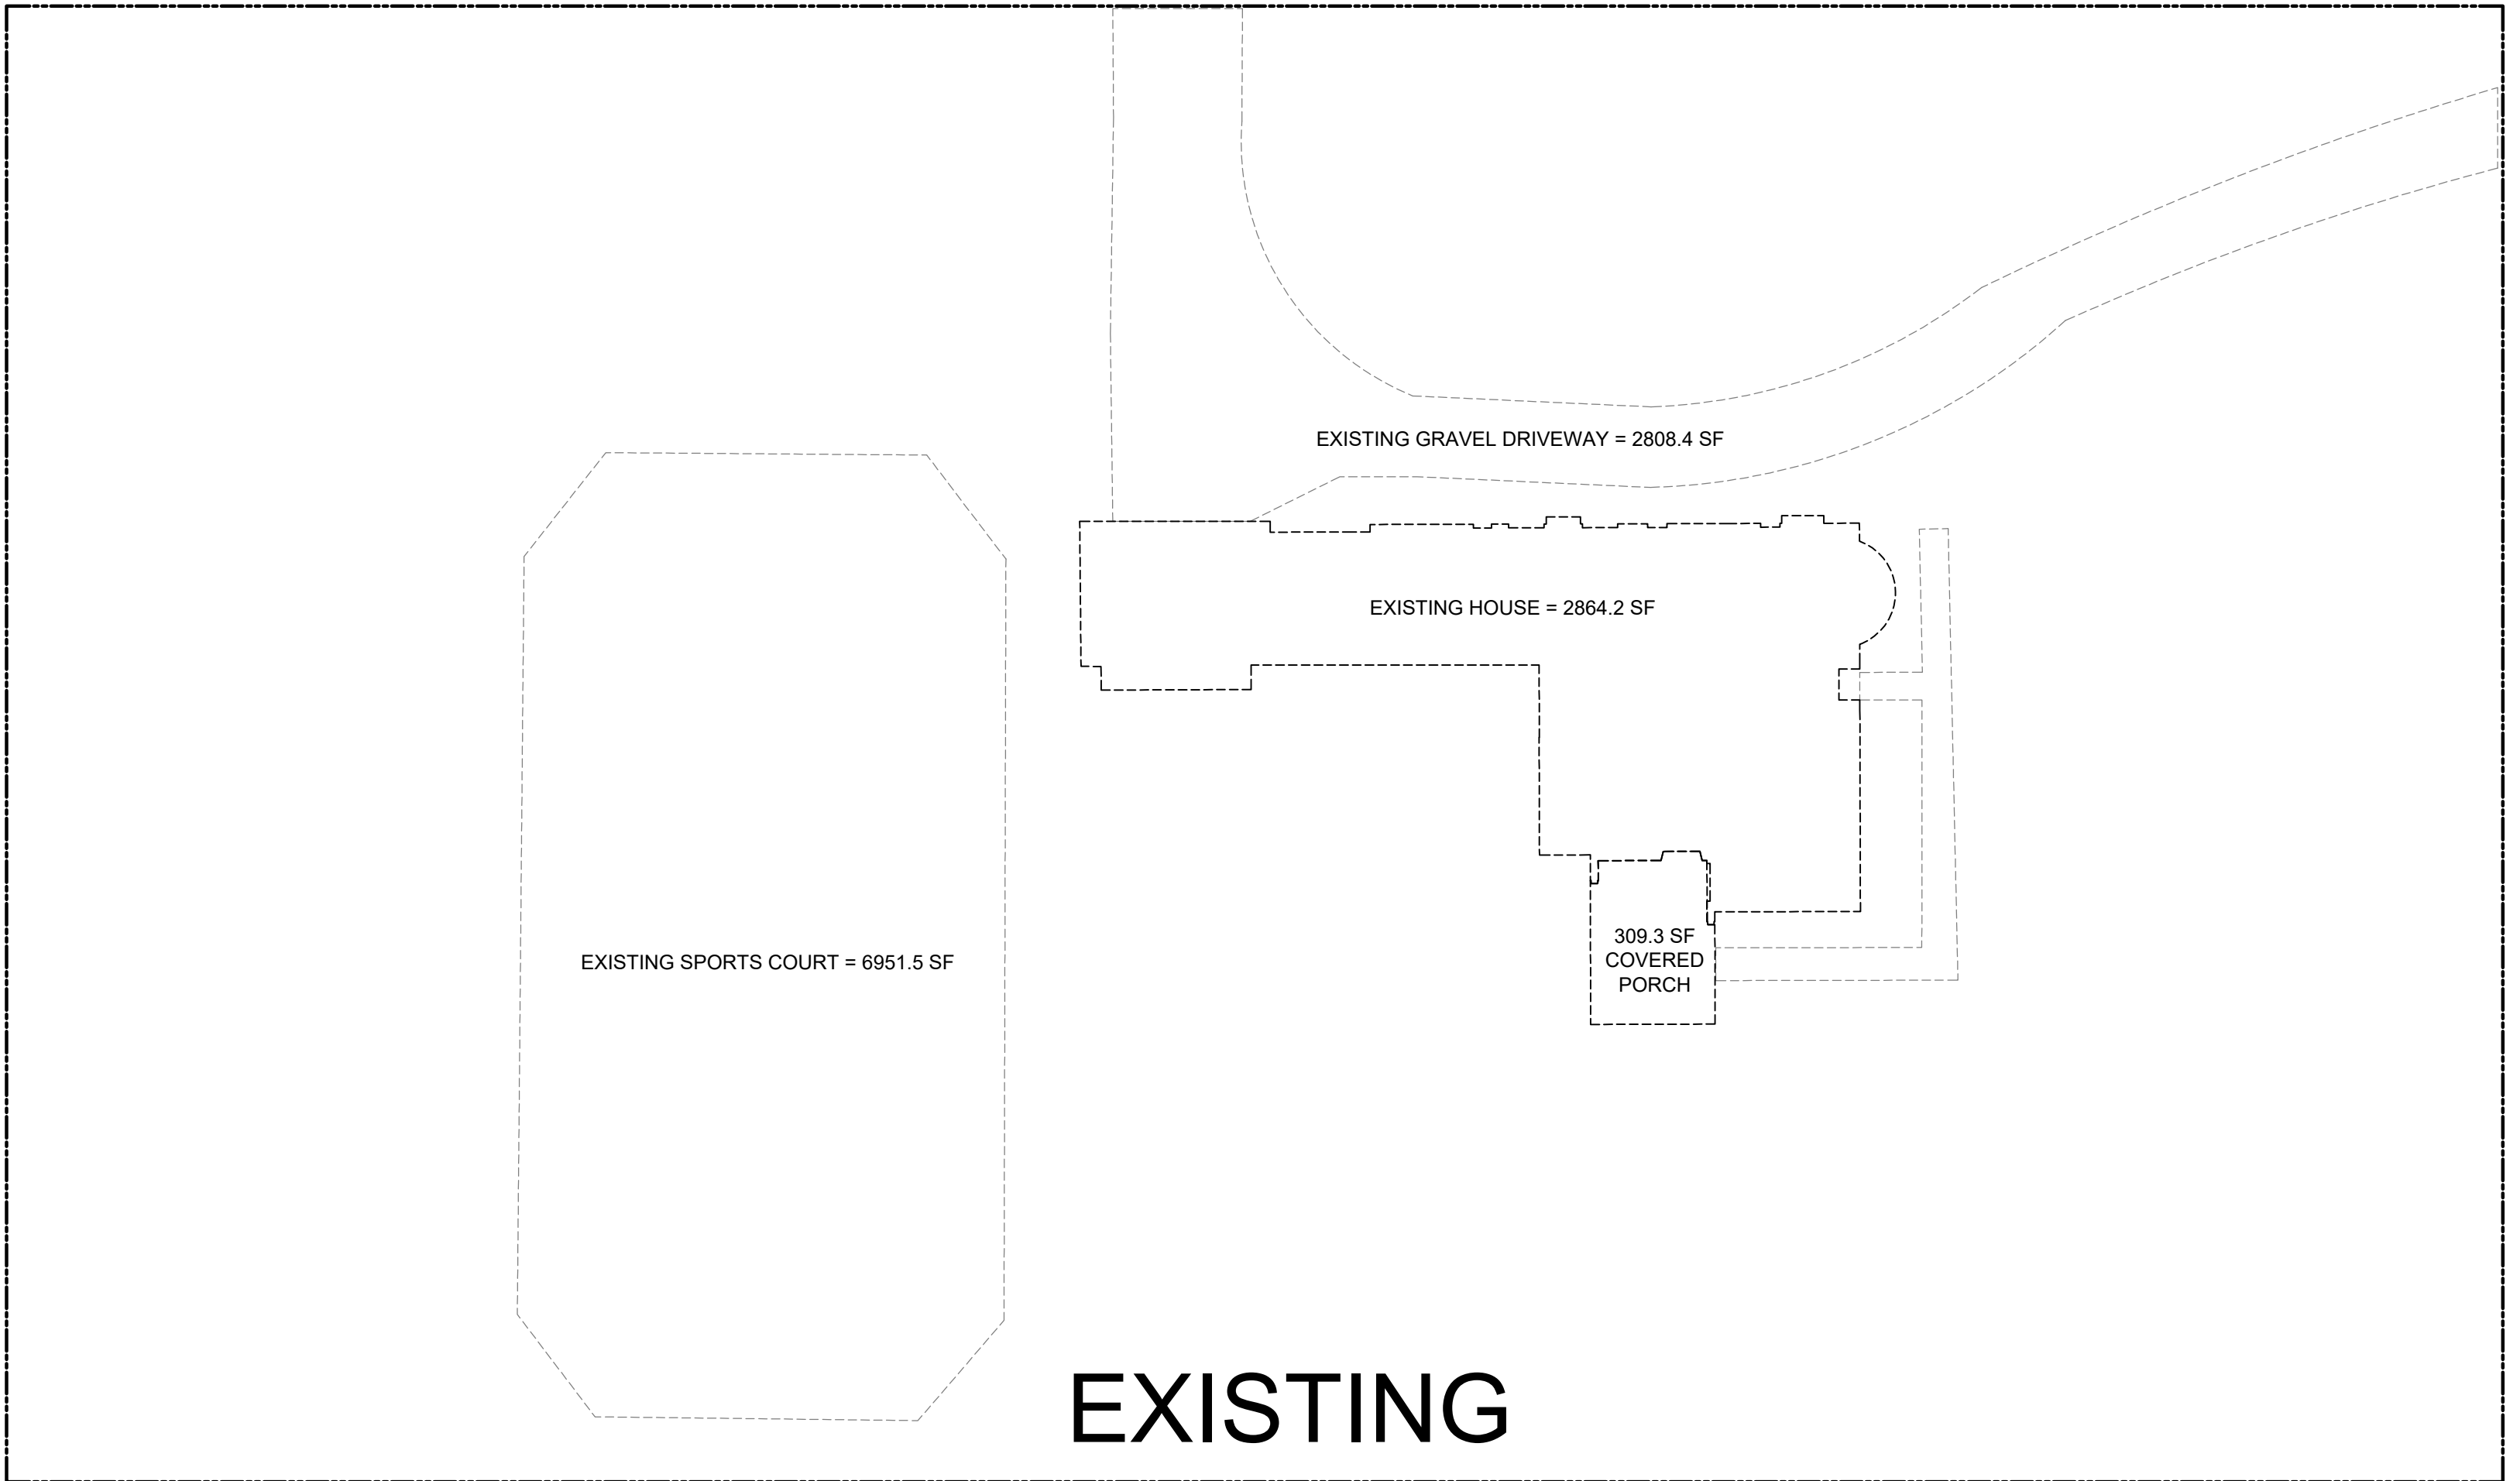 EXISTING GRAVEL DRIVEWAY = 2808.4 SF
EXISTING HOUSE = 2864.2 SF
309.3 SF
COVERED
PORCH
EXISTING SPORTS COURT = 6951.5 SF
EXISTING